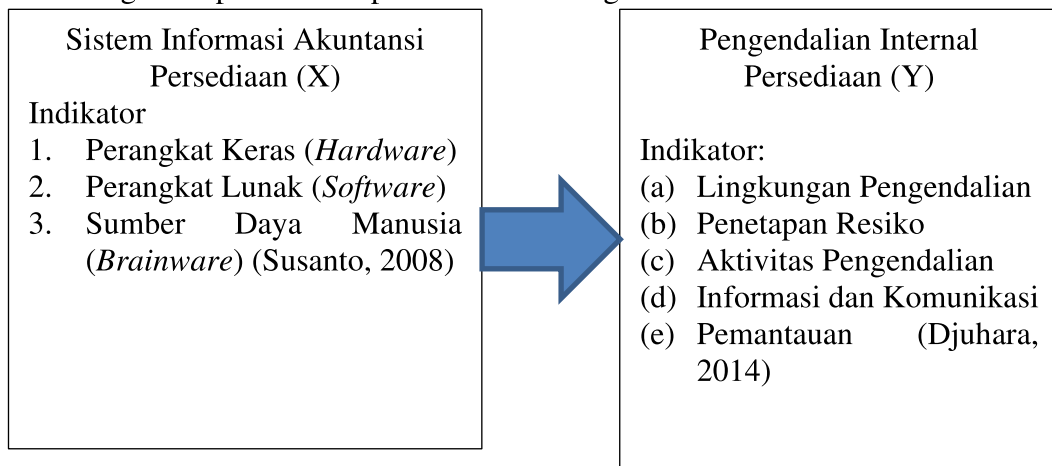 Sistem Informasi Akuntansi
Persediaan (X)
Indikator
1. Perangkat Keras (Hardware)
2. Perangkat Lunak (Software)
3. Sumber Daya Manusia
(Brainware) (Susanto, 2008)
Pengendalian Internal
Persediaan (Y)
Indikator:
(a) Lingkungan Pengendalian
(b) Penetapan Resiko
(c) Aktivitas Pengendalian
(d) Informasi dan Komunikasi
(e) Pemantauan (Djuhara,
2014)